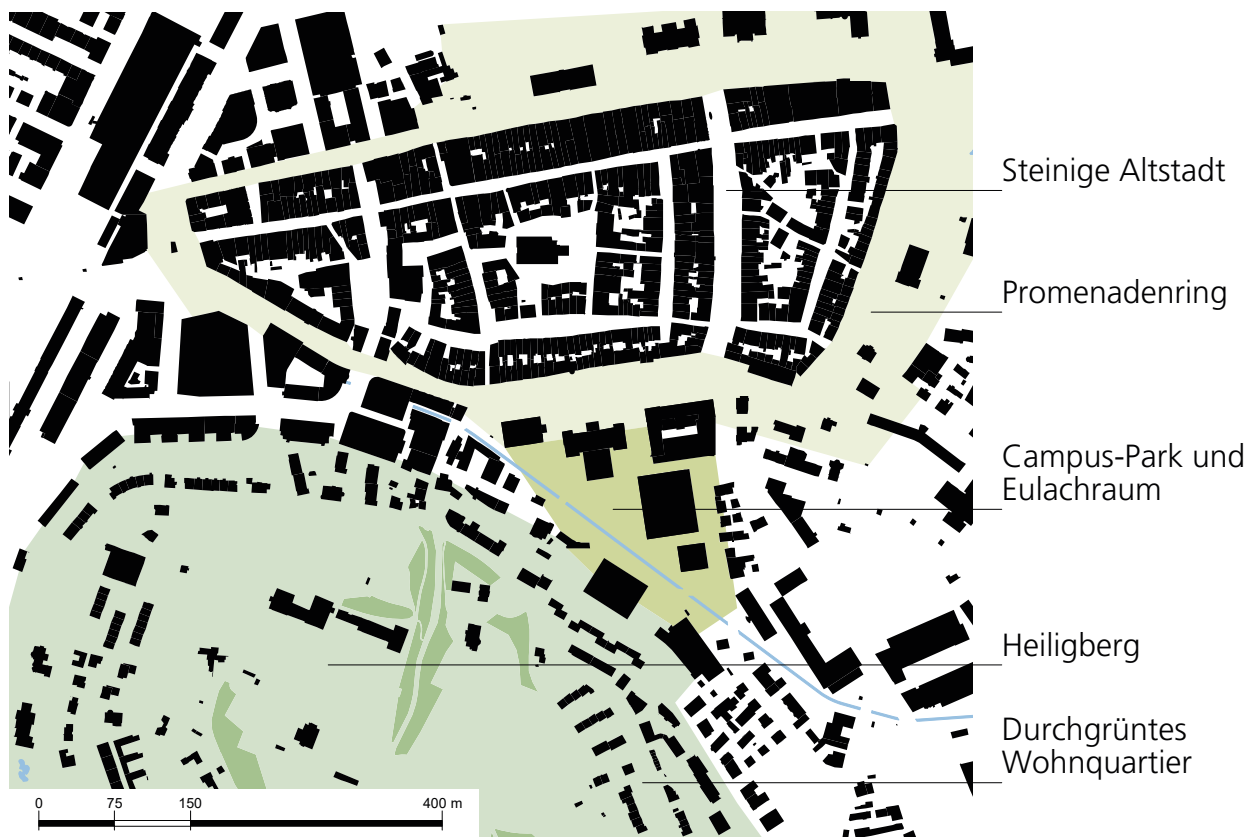 Steinige Altstadt
Promenadenring
Campus-Park und
Eulachraum
Heiligberg
Durchgrüntes
Wohnquartier
0 75 150 400 m